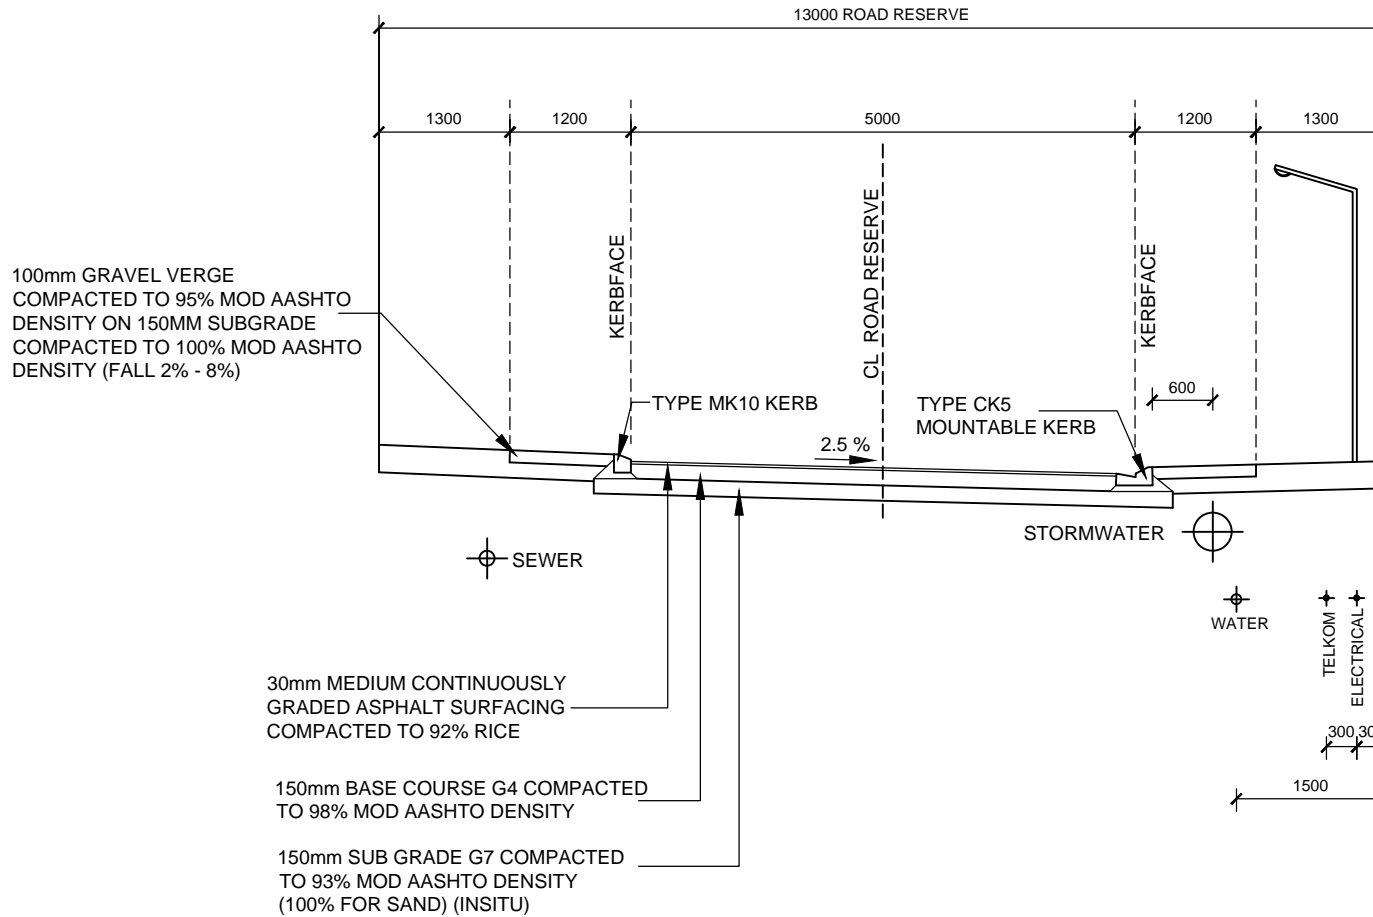 13000 ROAD RESERVE
1300
1200
5000
1200
1300
KERBFACE
CL ROAD RESERVE
KERBFACE
100mm GRAVEL VERGE
COMPACTED TO 95% MOD AASHTO
DENSITY ON 150MM SUBGRADE
COMPACTED TO 100% MOD AASHTO
DENSITY (FALL 2% - 8%)
TYPE MK10 KERB
TYPE CK5
MOUNTABLE KERB
600
2.5 %
SEWER
STORMWATER
WATER
TELKOM
ELECTRICAL
300
1500
30mm MEDIUM CONTINUOUSLY
GRADED ASPHALT SURFACING
COMPACTED TO 92% RICE
150mm BASE COURSE G4 COMPACTED
TO 98% MOD AASHTO DENSITY
150mm SUB GRADE G7 COMPACTED
TO 93% MOD AASHTO DENSITY
(100% FOR SAND) (INSITU)